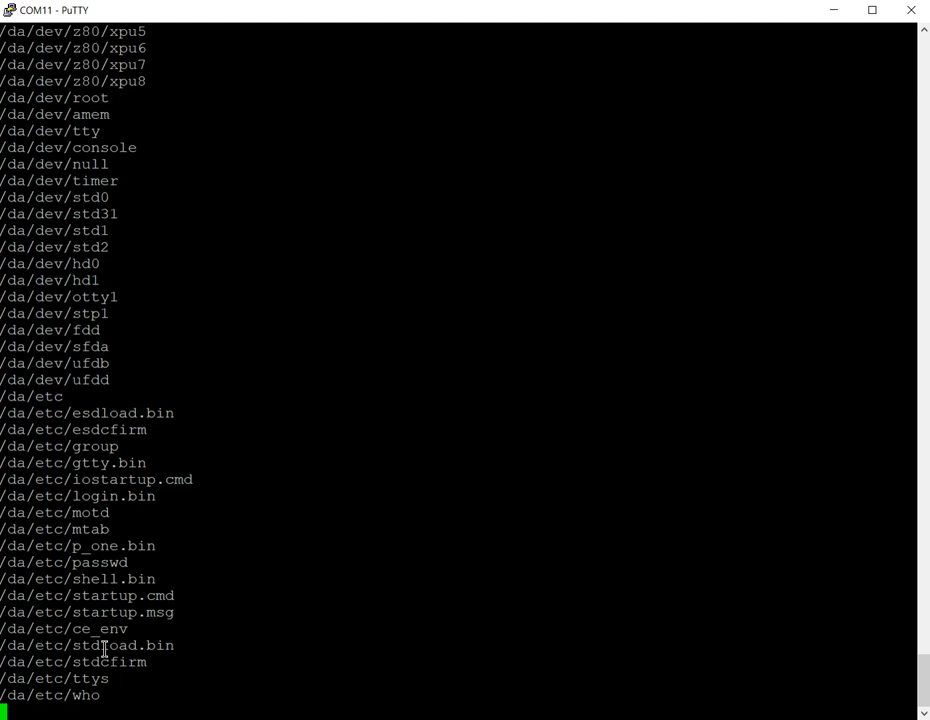 COM11 - PuTTY
/da/dev/z80/xpu5
/da/dev/z80/xpu6
/da/dev/z80/xpu7
/da/dev/z80/xpu8
/da/dev/root
/da/dev/amem
/da/dev/tty
/da/dev/console
/da/dev/null
/da/dev/timer
/da/dev/std0
/da/dev/std31
/da/dev/std1
/da/dev/std2
/da/dev/hd0
/da/dev/hd1
/da/dev/otty1
/da/dev/stp1
/da/dev/fdd
/da/dev/sfda
/da/dev/ufdb
/da/dev/ufdd
/da/etc
/da/etc/esdload.bin
/da/etc/esdcfirm
/da/etc/group
/da/etc/gtty.bin
/da/etc/iostartup.cmd
/da/etc/login.bin
/da/etc/motd
/da/etc/mtab
/da/etc/p_one.bin
/da/etc/passwd
/da/etc/shell.bin
/da/etc/startup.cmd
/da/etc/startup.msg
/da/etc/ce_env
/da/etc/stdload.bin
/da/etc/stdcfirm
/da/etc/ttys
/da/etc/who